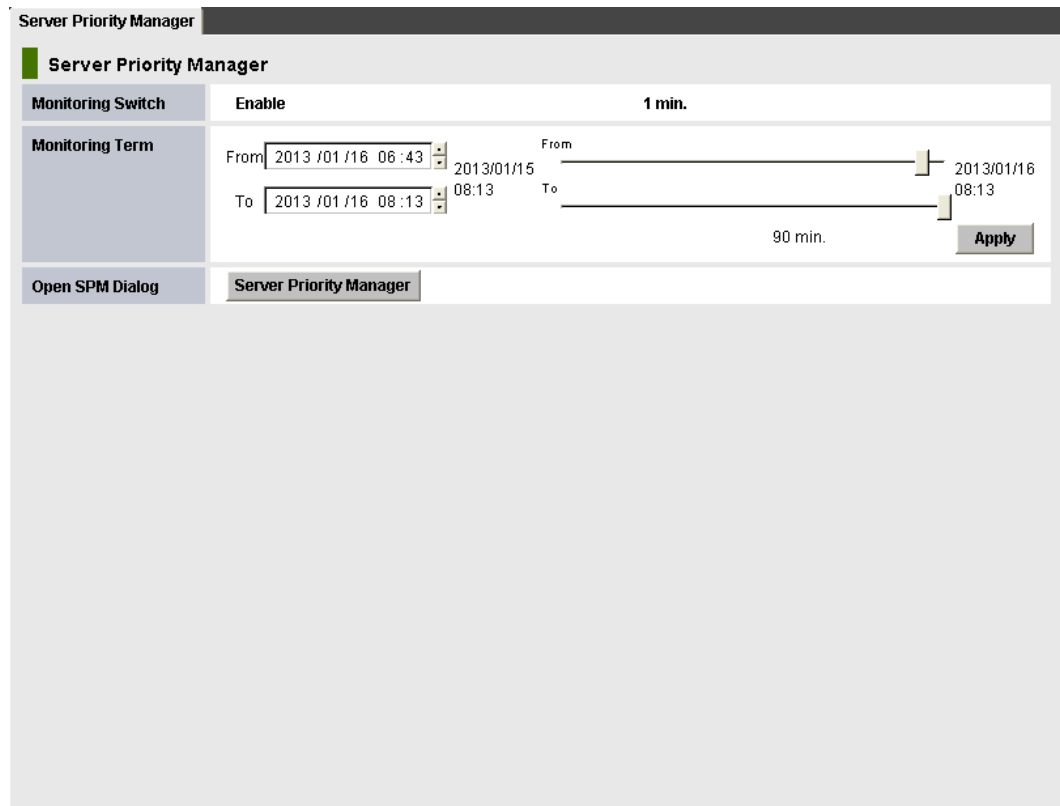 Server Priority Manager
Server Priority Manager
Monitoring Switch
Enable
1 min.
Monitoring Term
From 2013 /01 /16 06 :43
To 2013 /01 /16 08 :13
2013/01/15
08:13
From
To
2013/01/16
08:13
90 min.
Apply
Open SPM Dialog
Server Priority Manager